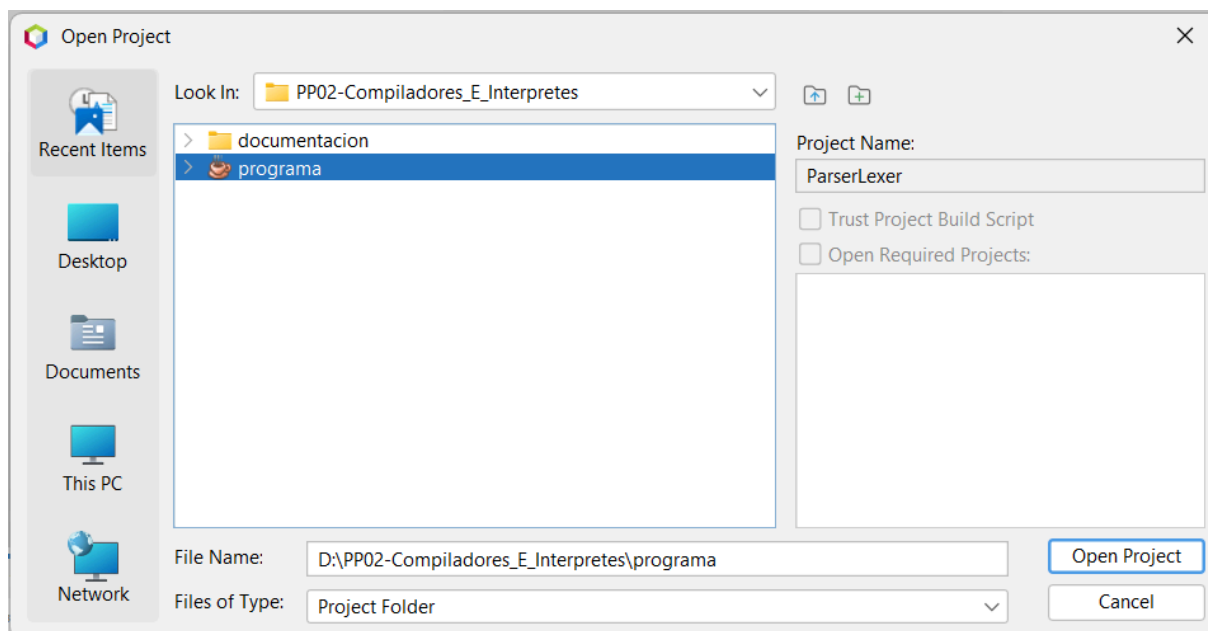 Open Project
Look In: PP02-Compiladores_E_Interpretes
Recent Items
Desktop
Documents
This PC
Network
documentacion
programa
Project Name:
ParserLexer
Trust Project Build Script
Open Required Projects:
File Name: D:\PP02-Compiladores_E_Interpretes\programa
Open Project
Files of Type: Project Folder
Cancel